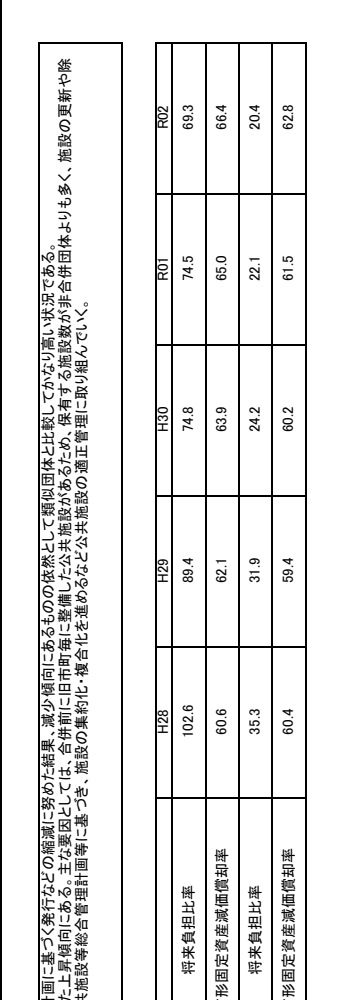 画に基づく発行などの縮減に努めた結果、減少傾向にあるものの依然として類似団体と比較してかなり高い状況である。
た上昇傾向にある。主な要因としては、合併前に旧市町毎に整備した公共施設があるため、保有する施設数が非合併団体よりも多く、施設の更新や除
共施設等総合管理計画等に基づき、施設の集約化・複合化を進めるなど公共施設の適正管理に取り組んでいく。
H28 H29 H30 R01 R02
将来負担比率 102.6 89.4 74.8 74.5 69.3
形固定資産減価償却率 60.6 62.1 63.9 65.0 66.4
将来負担比率 35.3 31.9 24.2 22.1 20.4
形固定資産減価償却率 60.4 59.4 60.2 61.5 62.8